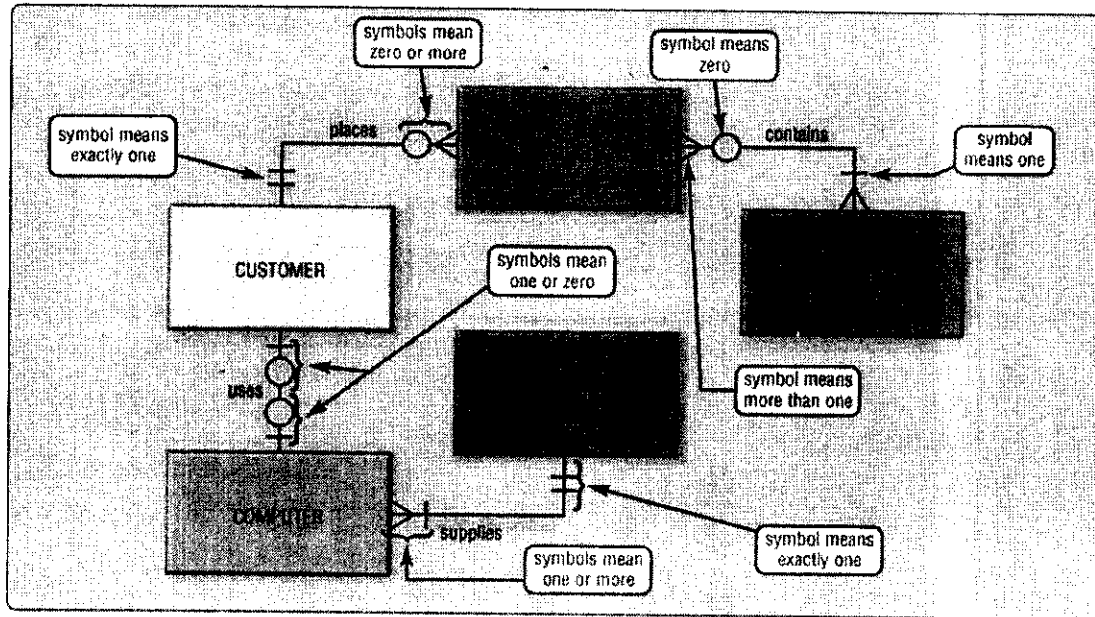 symbols mean
zero or more
symbol means
zero
symbol means
exactly one
places
contains
symbol
means one
CUSTOMER
symbols mean
one or zero
uses
symbol means
more than one
COMPUTER
supplies
symbols mean
one or more
symbol means
exactly one